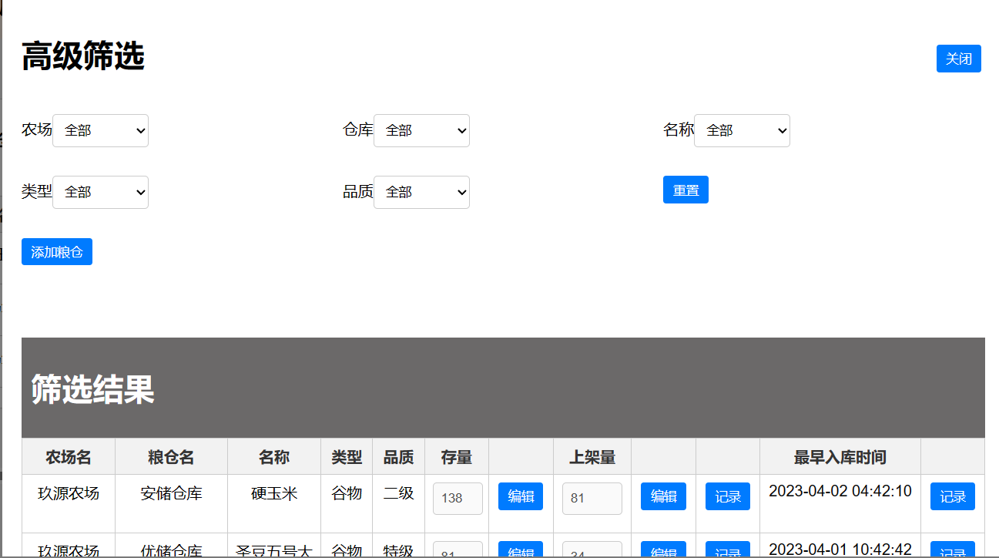 高级筛选
关闭
农场 全部 仓库 全部 名称 全部
类型 全部 品质 全部 重置
添加粮仓
筛选结果
农场名 粮仓名 名称 类型 品质 存量 上架量 最早入库时间
玖源农场 安储仓库 硬玉米 谷物 二级 138 编辑 81 编辑 记录 2023-04-02 04:42:10 记录
玖源农场 优储仓库 圣豆五号大 谷物 特级 81 编辑 34 编辑 记录 2023-04-01 10:42:42 记录